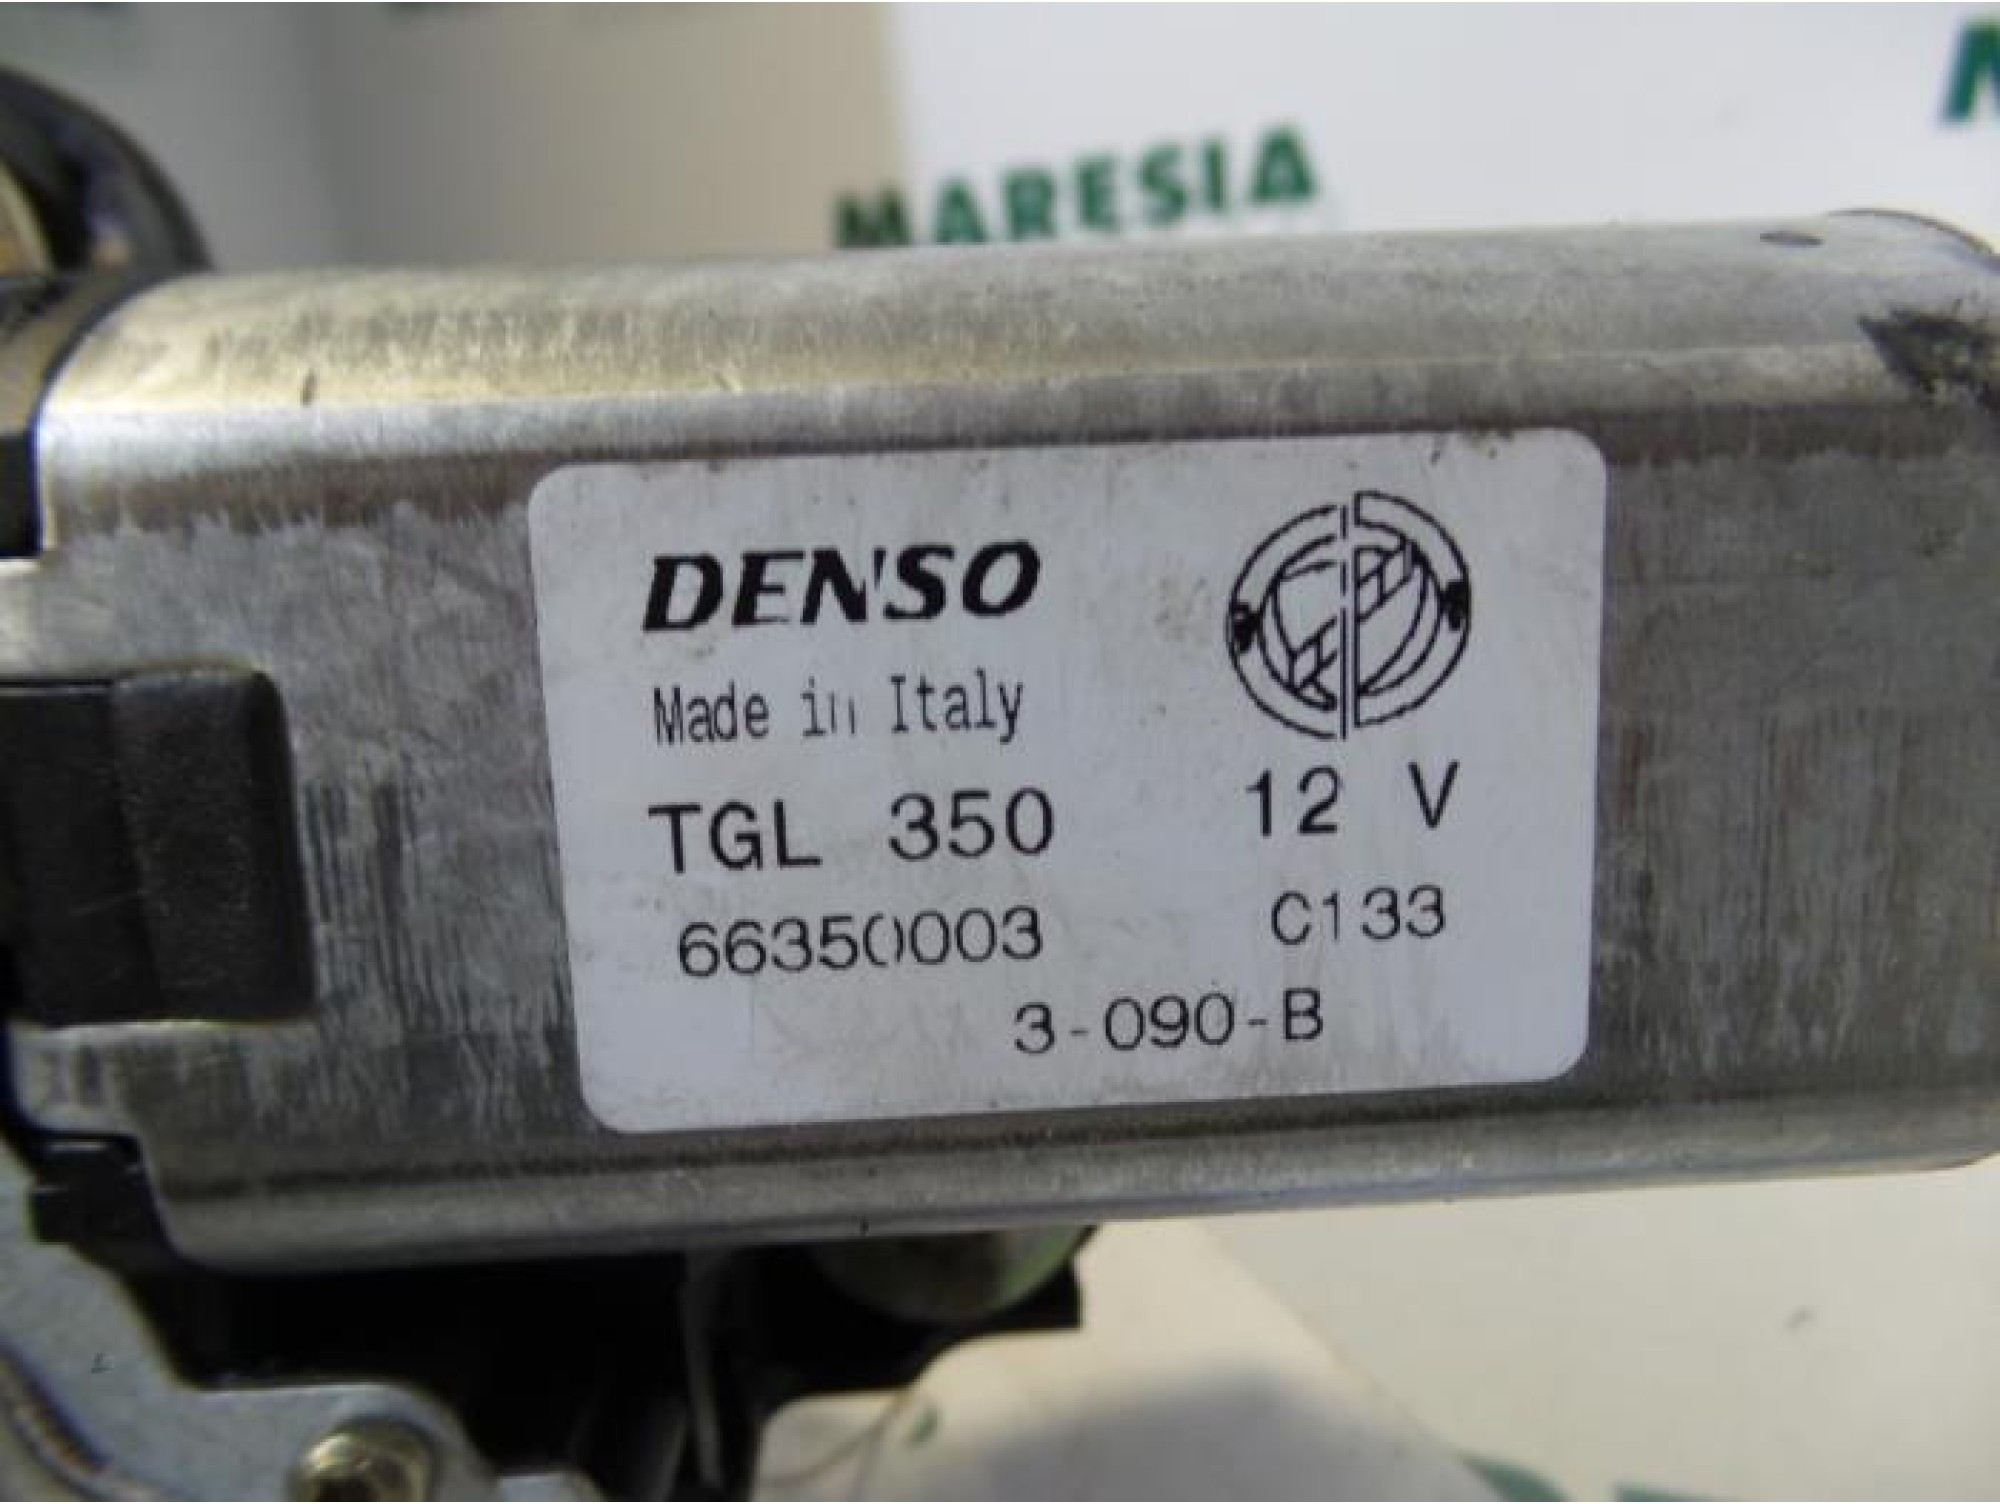 MARESIA
DENSO
Made in Italy
TGL 350 12 V
66350003 C133
3-090-B